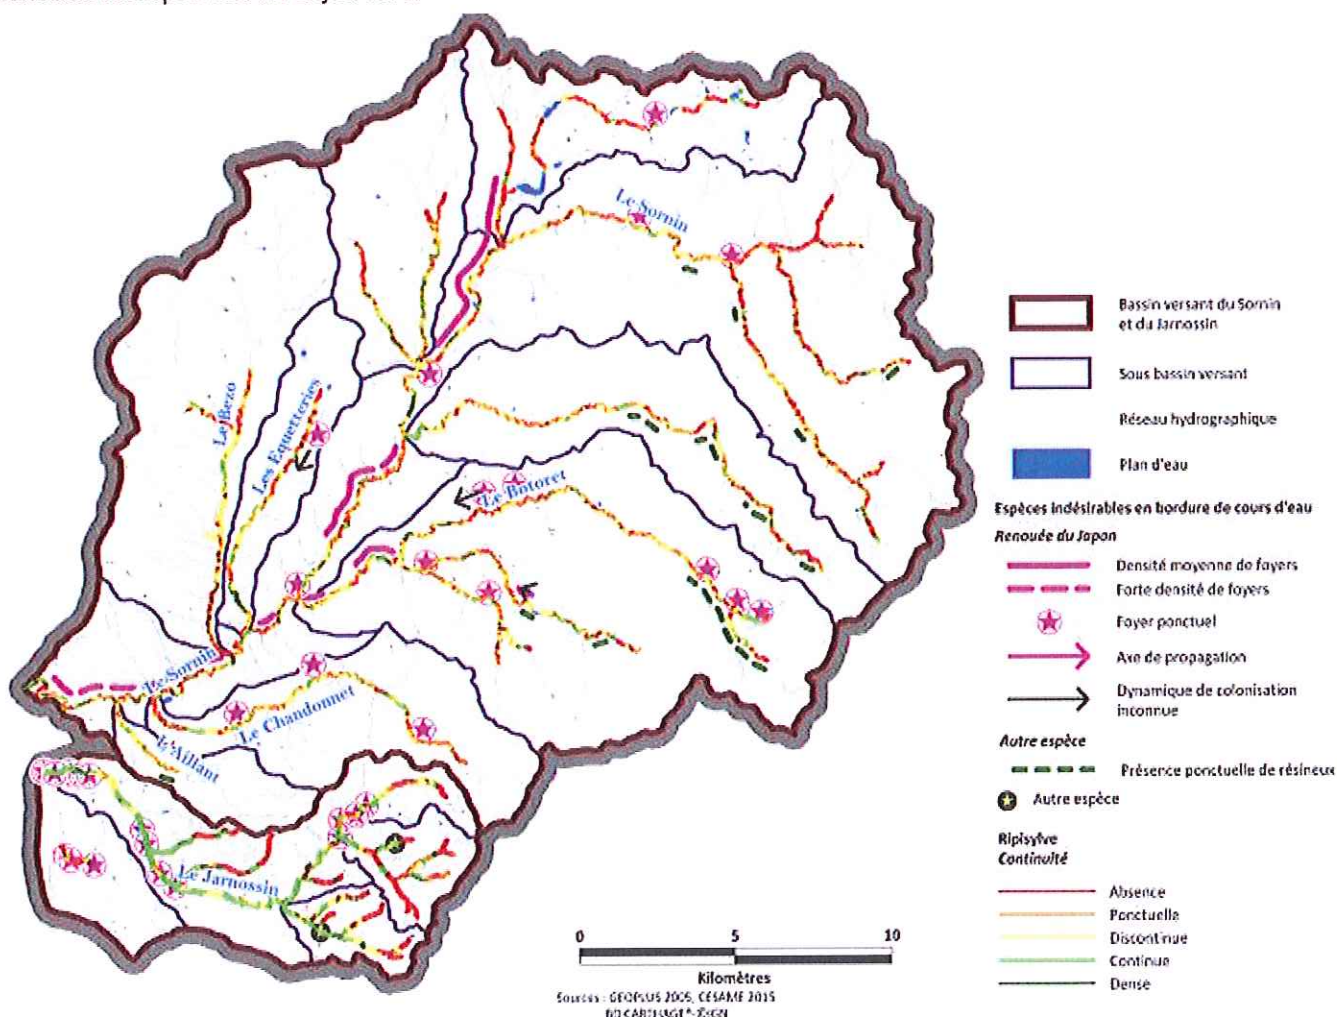 Le Sornin
Le Bezo
Les Equetteries
Le Botoret
Le Sornin
Le Chandonnet
L'Aillant
Le Jarnossin
Bassin versant du Sornin
et du Jarnossin
Sous bassin versant
Réseau hydrographique
Plan d'eau
Espèces indésirables en bordure de cours d'eau
Renouée du Japon
Densité moyenne de foyers
Forte densité de foyers
Foyer ponctuel
Axe de propagation
Dynamique de colonisation
inconnue
Autre espèce
Présence ponctuelle de résineux
Autre espèce
Ripisylve
Continuité
Absence
Ponctuelle
Discontinue
Continue
Dense
0 5 10
Kilomètres
Sources : GEOPLUS 2005, CESAME 2015
BD CARTHAGE®-©IGN